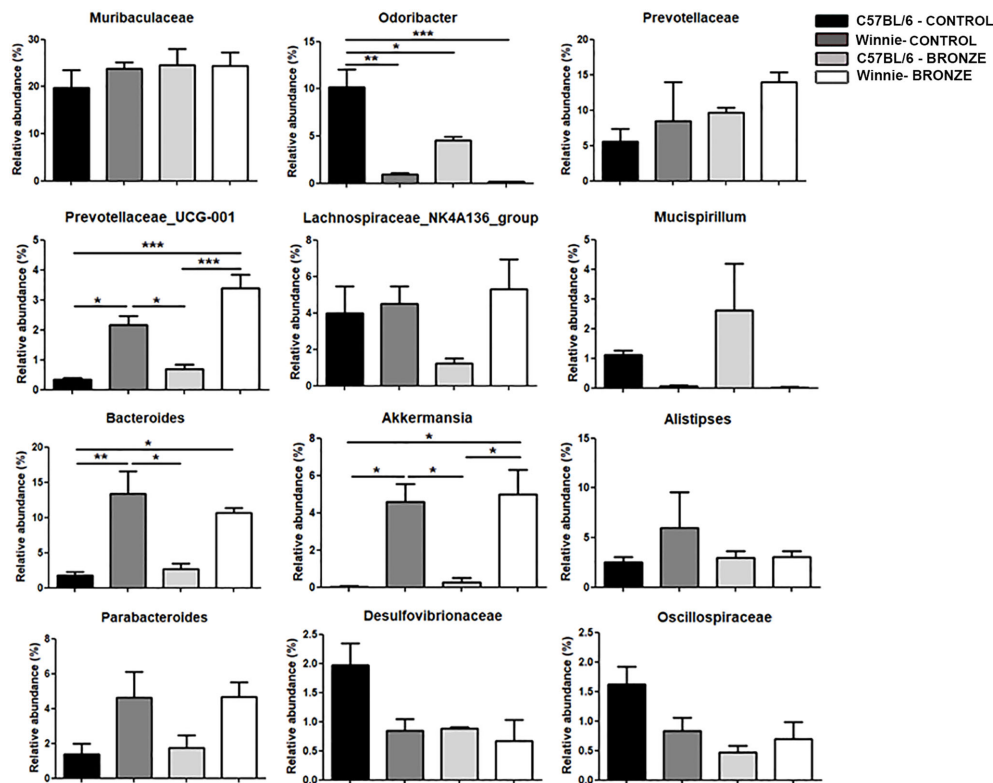 Muribaculaceae
Relative abundance (%)
30
20
10
0
Odoribacter
Relative abundance (%)
15
10
5
0
***
*
**
Prevotellaceae
Relative abundance (%)
20
15
10
5
0
C57BL/6 - CONTROL
Winnie- CONTROL
C57BL/6 - BRONZE
Winnie- BRONZE
Prevotellaceae_UCG-001
Relative abundance (%)
5
4
3
2
1
0
***
***
* *
Lachnospiraceae_NK4A136_group
Relative abundance (%)
8
6
4
2
0
Mucispirillum
Relative abundance (%)
5
4
3
2
1
0
Bacteroides
Relative abundance (%)
20
15
10
5
0
*
** *
Akkermansia
Relative abundance (%)
8
6
4
2
0
*
*
* *
Alistipses
Relative abundance (%)
15
10
5
0
Parabacteroides
Relative abundance (%)
8
6
4
2
0
Desulfovibrionaceae
Relative abundance (%)
2.5
2.0
1.5
1.0
0.5
0.0
Oscillospiraceae
Relative abundance (%)
2.5
2.0
1.5
1.0
0.5
0.0